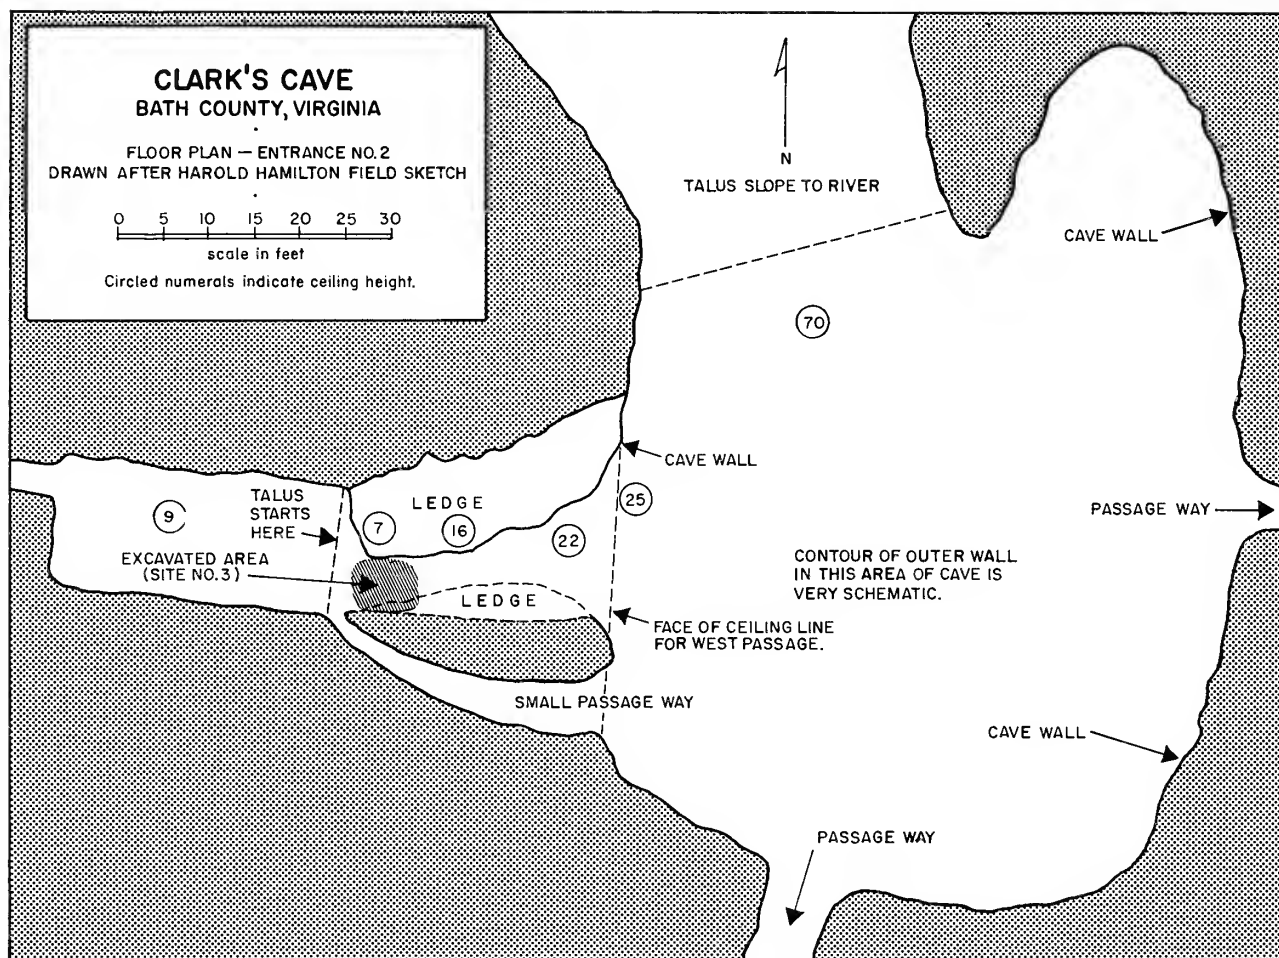 CLARK'S CAVE
BATH COUNTY, VIRGINIA
FLOOR PLAN — ENTRANCE NO. 2
DRAWN AFTER HAROLD HAMILTON FIELD SKETCH
0 5 10 15 20 25 30
scale in feet
Circled numerals indicate ceiling height.
N
TALUS SLOPE TO RIVER
CAVE WALL
70
CAVE WALL
TALUS
STARTS
HERE
LEDGE
9
7
16
22
25
PASSAGE WAY
EXCAVATED AREA
(SITE NO. 3)
LEDGE
CONTOUR OF OUTER WALL
IN THIS AREA OF CAVE IS
VERY SCHEMATIC.
FACE OF CEILING LINE
FOR WEST PASSAGE.
SMALL PASSAGE WAY
CAVE WALL
PASSAGE WAY